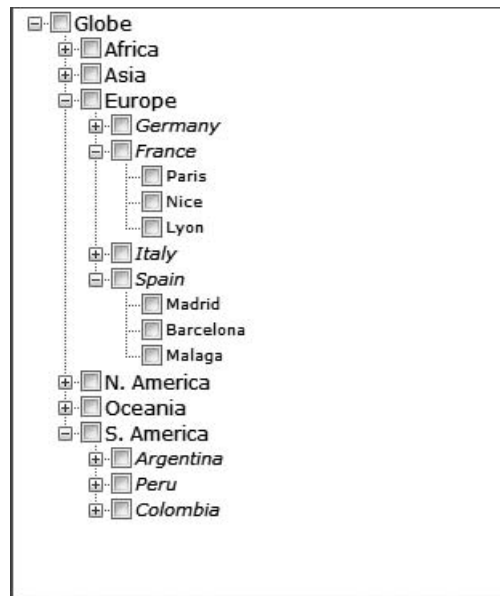 Globe
Africa
Asia
Europe
Germany
France
Paris
Nice
Lyon
Italy
Spain
Madrid
Barcelona
Malaga
N. America
Oceania
S. America
Argentina
Peru
Colombia